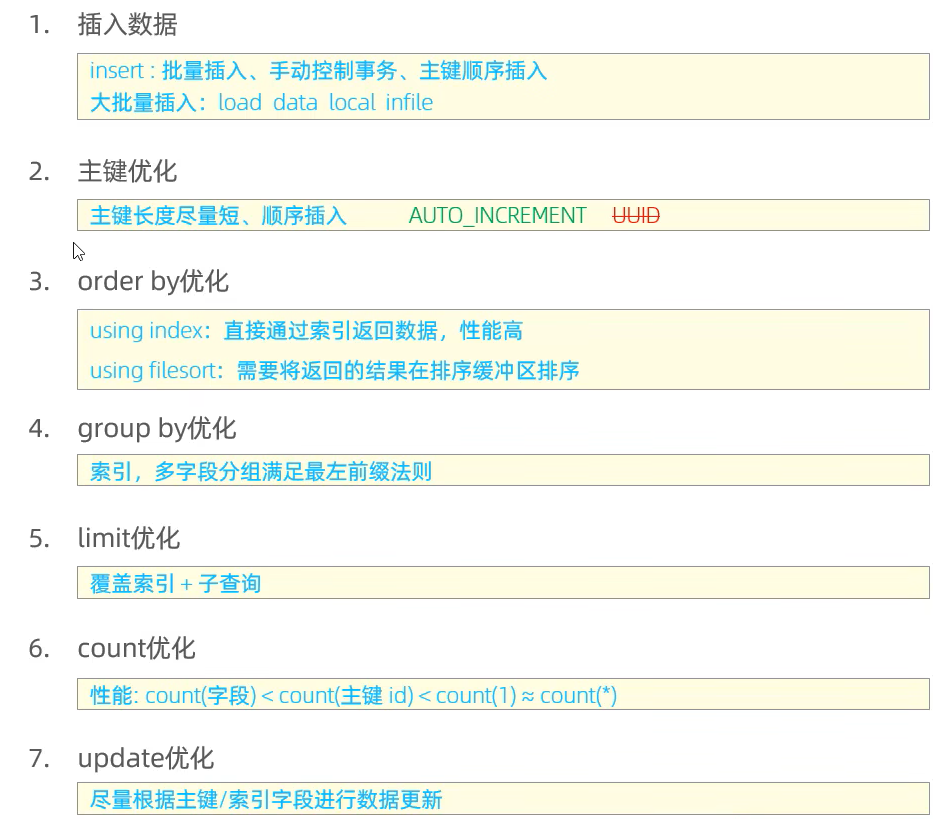 1. 插入数据
insert : 批量插入、手动控制事务、主键顺序插入
大批量插入：load data local infile
2. 主键优化
主键长度尽量短、顺序插入 AUTO_INCREMENT UUID
3. order by优化
using index：直接通过索引返回数据，性能高
using filesort：需要将返回的结果在排序缓冲区排序
4. group by优化
索引，多字段分组满足最左前缀法则
5. limit优化
覆盖索引 + 子查询
6. count优化
性能: count(字段) < count(主键 id) < count(1) ≈ count(*)
7. update优化
尽量根据主键/索引字段进行数据更新